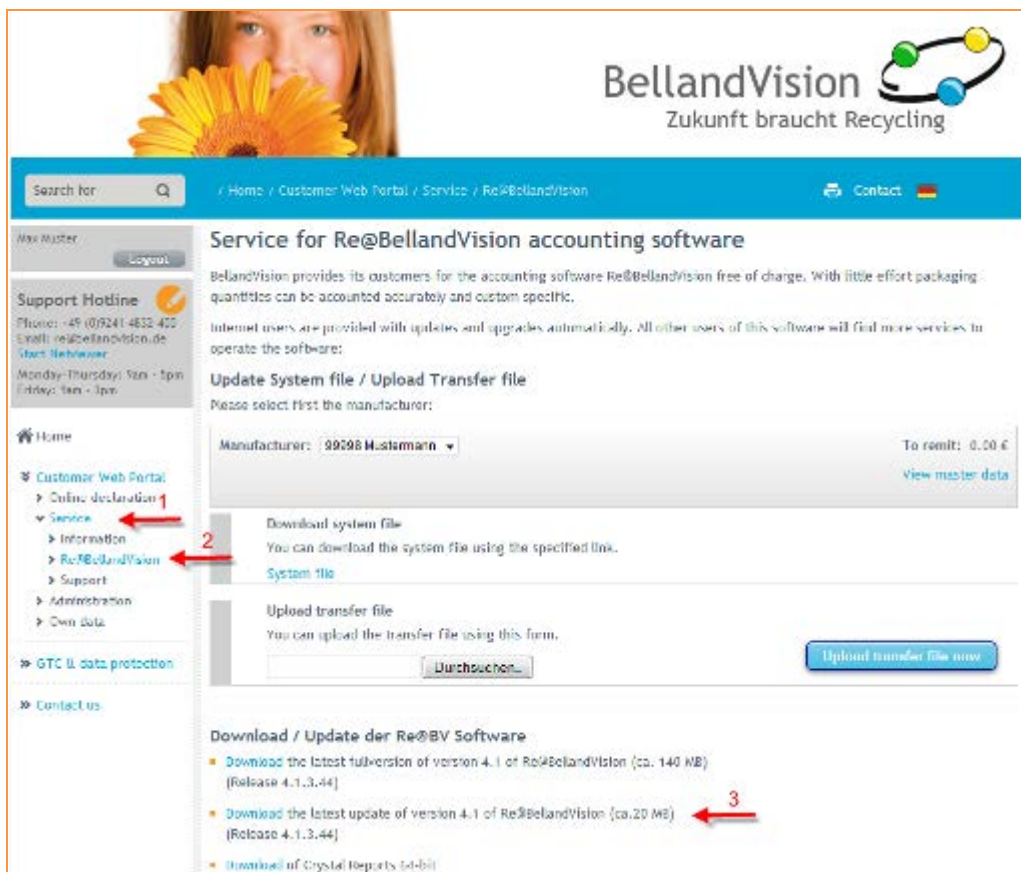 BellandVision
Zukunft braucht Recycling
Search for
/ Home / Customer Web Portal / Service / Re@BellandVision
Contact
Max Muster
Logout
Support Hotline
Phone: +49 (0)9241 4832-400
Email: re@bellandvision.de
Start Netviewer
Monday-Thursday: 9am - 5pm
Friday: 9am - 3pm
Home
Customer Web Portal
Online declaration
Service
Information
Re@BellandVision
Support
Administration
Own data
GTC & data protection
Contact us
1
2
Service for Re@BellandVision accounting software
BellandVision provides its customers for the accounting software Re@BellandVision free of charge. With little effort packaging
quantities can be accounted accurately and custom specific.
Internet users are provided with updates and upgrades automatically. All other users of this software will find more services to
operate the software:
Update System file / Upload Transfer file
Please select first the manufacturer:
Manufacturer: 99998 Mustermann
To remit: 0.00 €
View master data
Download system file
You can download the system file using the specified link.
System file
Upload transfer file
You can upload the transfer file using this form.
Durchsuchen...
Upload transfer file now
Download / Update der Re@BV Software
Download the latest fullversion of version 4.1 of Re@BellandVision (ca. 140 MB)
(Release 4.1.3.44)
Download the latest update of version 4.1 of Re@BellandVision (ca.20 MB)
3
(Release 4.1.3.44)
Download of Crystal Reports 64-bit